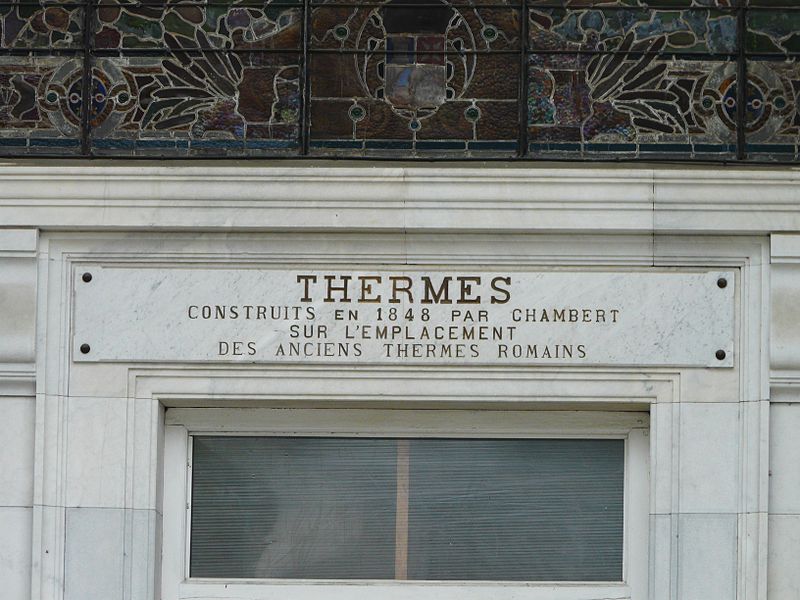 THERMES
CONSTRUITS EN 1848 PAR CHAMBERT
SUR L'EMPLACEMENT
DES ANCIENS THERMES ROMAINS